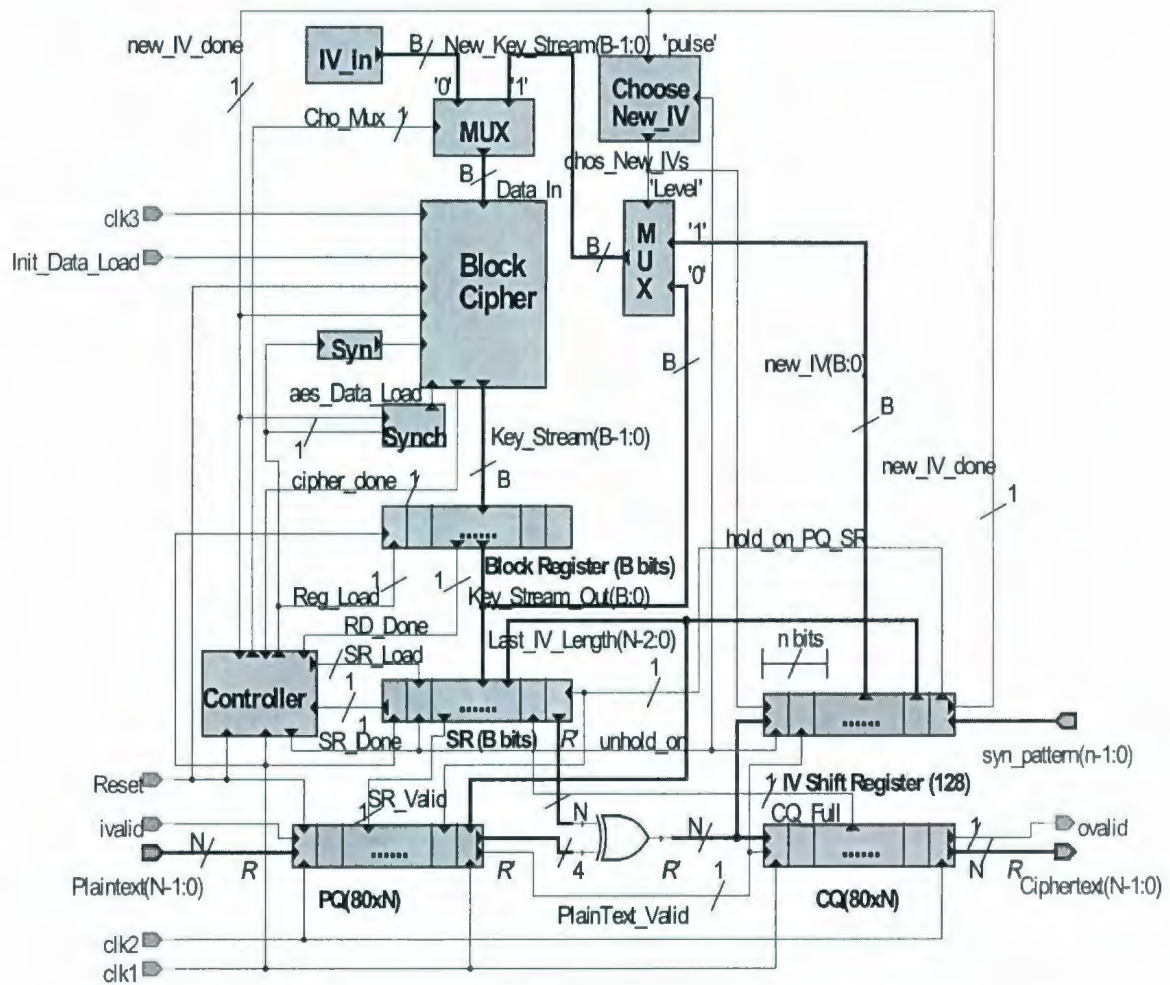 new_IV_done
IV_In
B
New_Key_Stream(B-1:0)
'pulse'
1
'0'
'1'
Choose
New_IV
Cho_Mux
1
MUX
chos_New_IVs
B
Data_In
'Level'
clk3
M
U
X
'1'
'0'
B
Init_Data_Load
Block
Cipher
Syn
B
new_IV(B:0)
aes_Data_Load
B
1
Synch
Key_Stream(B-1:0)
new_IV_done
cipher_done
1
B
1
......
hold_on_PQ_SR
Block Register (B bits)
1
1
Reg_Load
Key_Stream_Out(B:0)
RD_Done
Last_IV_Length(N-2:0)
n bits
SR_Load
1
Controller
1
......
......
SR_Done
SR (B bits)
R'
unhold_on
syn_pattern(n-1:0)
Reset
1
SR_Valid
1
IV Shift Register (128)
ivalid
N
CQ_Full
N
......
N
......
1
ovalid
Plaintext(N-1:0)
R'
4
R'
1
N
R
Ciphertext(N-1:0)
PQ(80xN)
PlainText_Valid
CQ(80xN)
clk2
clk1